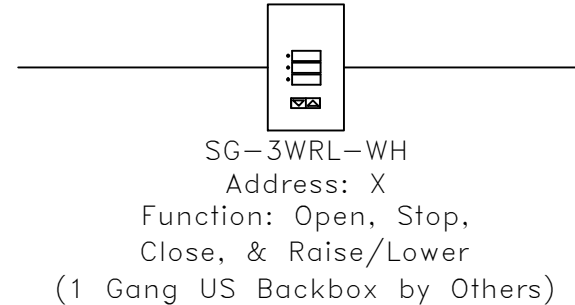 SG-3WRL-WH
Address: X
Function: Open, Stop,
Close, & Raise/Lower
(1 Gang US Backbox by Others)